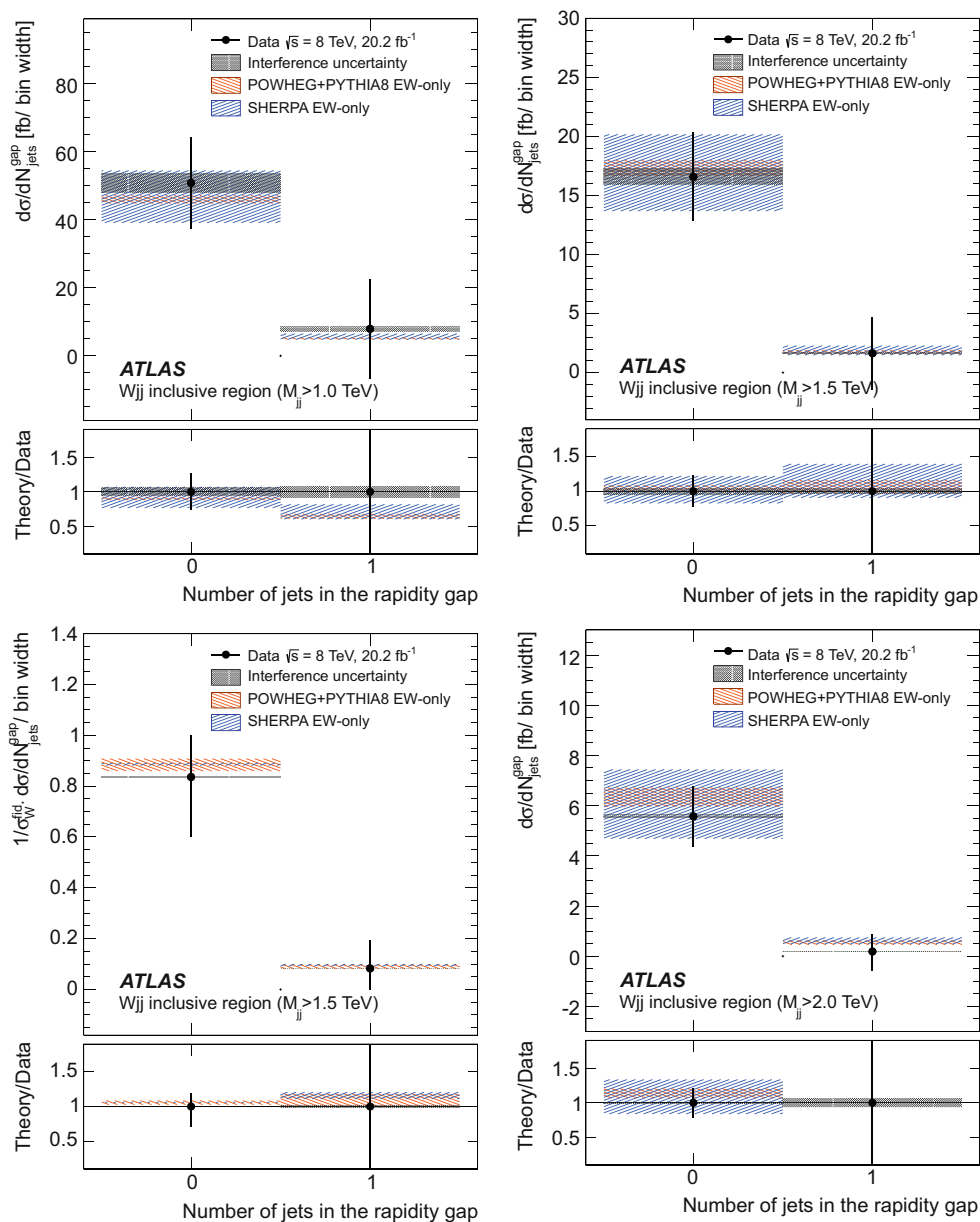 dσ/dN_jets^gap [fb/ bin width]
Data √s = 8 TeV, 20.2 fb⁻¹
Interference uncertainty
POWHEG+PYTHIA8 EW-only
SHERPA EW-only
80
60
40
20
0
ATLAS
Wjj inclusive region (M_jj>1.0 TeV)
Theory/Data
1.5
1
0.5
0 1
Number of jets in the rapidity gap
dσ/dN_jets^gap [fb/ bin width]
30
25
20
15
10
5
0
Data √s = 8 TeV, 20.2 fb⁻¹
Interference uncertainty
POWHEG+PYTHIA8 EW-only
SHERPA EW-only
ATLAS
Wjj inclusive region (M_jj>1.5 TeV)
Theory/Data
1.5
1
0.5
0 1
Number of jets in the rapidity gap
1/σ_W^fid· dσ/dN_jets^gap/ bin width
1.4
1.2
1
0.8
0.6
0.4
0.2
0
Data √s = 8 TeV, 20.2 fb⁻¹
Interference uncertainty
POWHEG+PYTHIA8 EW-only
SHERPA EW-only
ATLAS
Wjj inclusive region (M_jj>1.5 TeV)
Theory/Data
1.5
1
0.5
0 1
Number of jets in the rapidity gap
dσ/dN_jets^gap [fb/ bin width]
12
10
8
6
4
2
0
-2
Data √s = 8 TeV, 20.2 fb⁻¹
Interference uncertainty
POWHEG+PYTHIA8 EW-only
SHERPA EW-only
ATLAS
Wjj inclusive region (M_jj>2.0 TeV)
Theory/Data
1.5
1
0.5
0 1
Number of jets in the rapidity gap